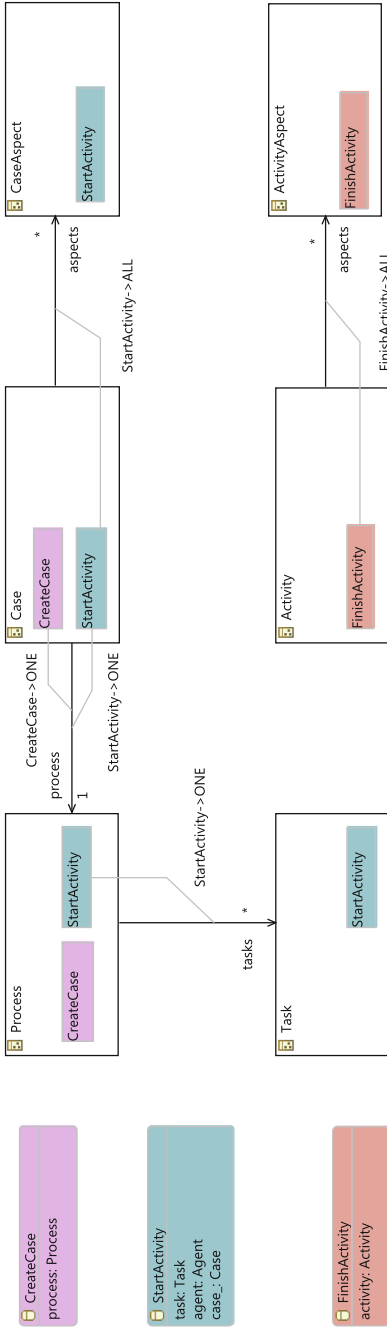 CreateCase
process: Process
StartActivity
task: Task
agent: Agent
case_: Case
FinishActivity
activity: Activity
Process
CreateCase
StartActivity
process
1
CreateCase->ONE
StartActivity->ONE
Case
CreateCase
StartActivity
aspects
*
StartActivity->ALL
CaseAspect
StartActivity
tasks
*
StartActivity->ONE
Task
StartActivity
Activity
FinishActivity
aspects
*
FinishActivity->ALL
ActivityAspect
FinishActivity